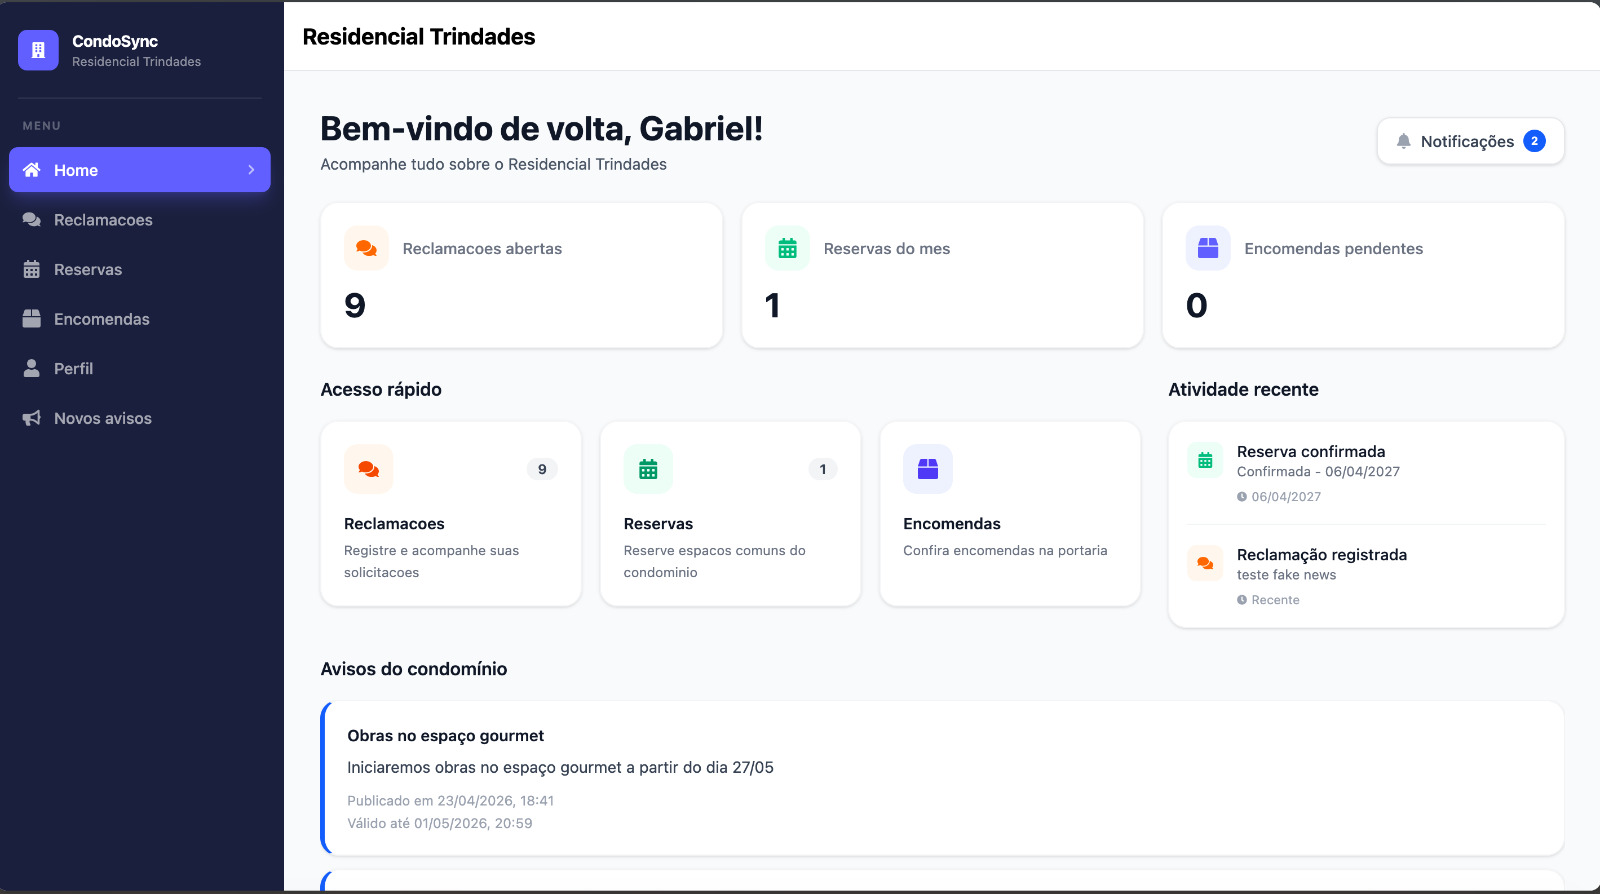 CondoSync
Residencial Trindades
MENU
Home
Reclamacoes
Reservas
Encomendas
Perfil
Novos avisos
Residencial Trindades
Bem-vindo de volta, Gabriel!
Acompanhe tudo sobre o Residencial Trindades
Notificações 2
Reclamacoes abertas
9
Reservas do mes
1
Encomendas pendentes
0
Acesso rápido
9
Reclamacoes
Registre e acompanhe suas
solicitacoes
1
Reservas
Reserve espacos comuns do
condominio
Encomendas
Confira encomendas na portaria
Atividade recente
Reserva confirmada
Confirmada - 06/04/2027
06/04/2027
Reclamação registrada
teste fake news
Recente
Avisos do condomínio
Obras no espaço gourmet
Iniciaremos obras no espaço gourmet a partir do dia 27/05
Publicado em 23/04/2026, 18:41
Válido até 01/05/2026, 20:59